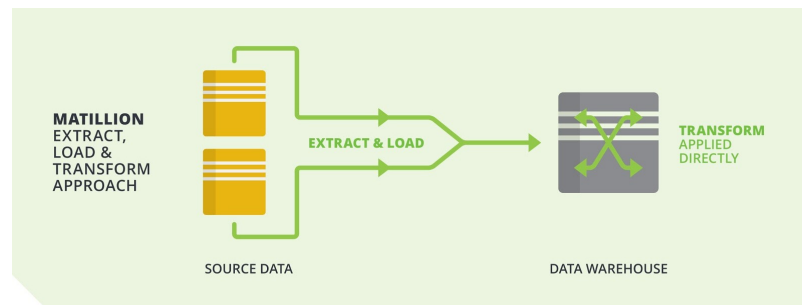 MATILLION
EXTRACT,
LOAD &
TRANSFORM
APPROACH
EXTRACT & LOAD
TRANSFORM
APPLIED
DIRECTLY
SOURCE DATA
DATA WAREHOUSE